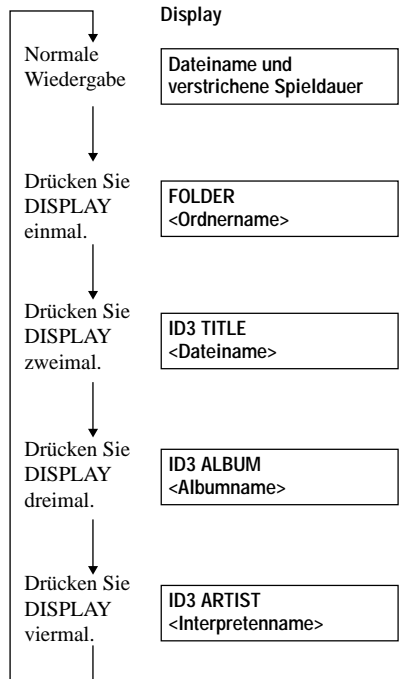 Display
Normale
Wiedergabe
Dateiname und
verstrichene Spieldauer
Drücken Sie
DISPLAY
einmal.
FOLDER
<Ordnername>
Drücken Sie
DISPLAY
zweimal.
ID3 TITLE
<Dateiname>
Drücken Sie
DISPLAY
dreimal.
ID3 ALBUM
<Albumname>
Drücken Sie
DISPLAY
viermal.
ID3 ARTIST
<Interpretenname>